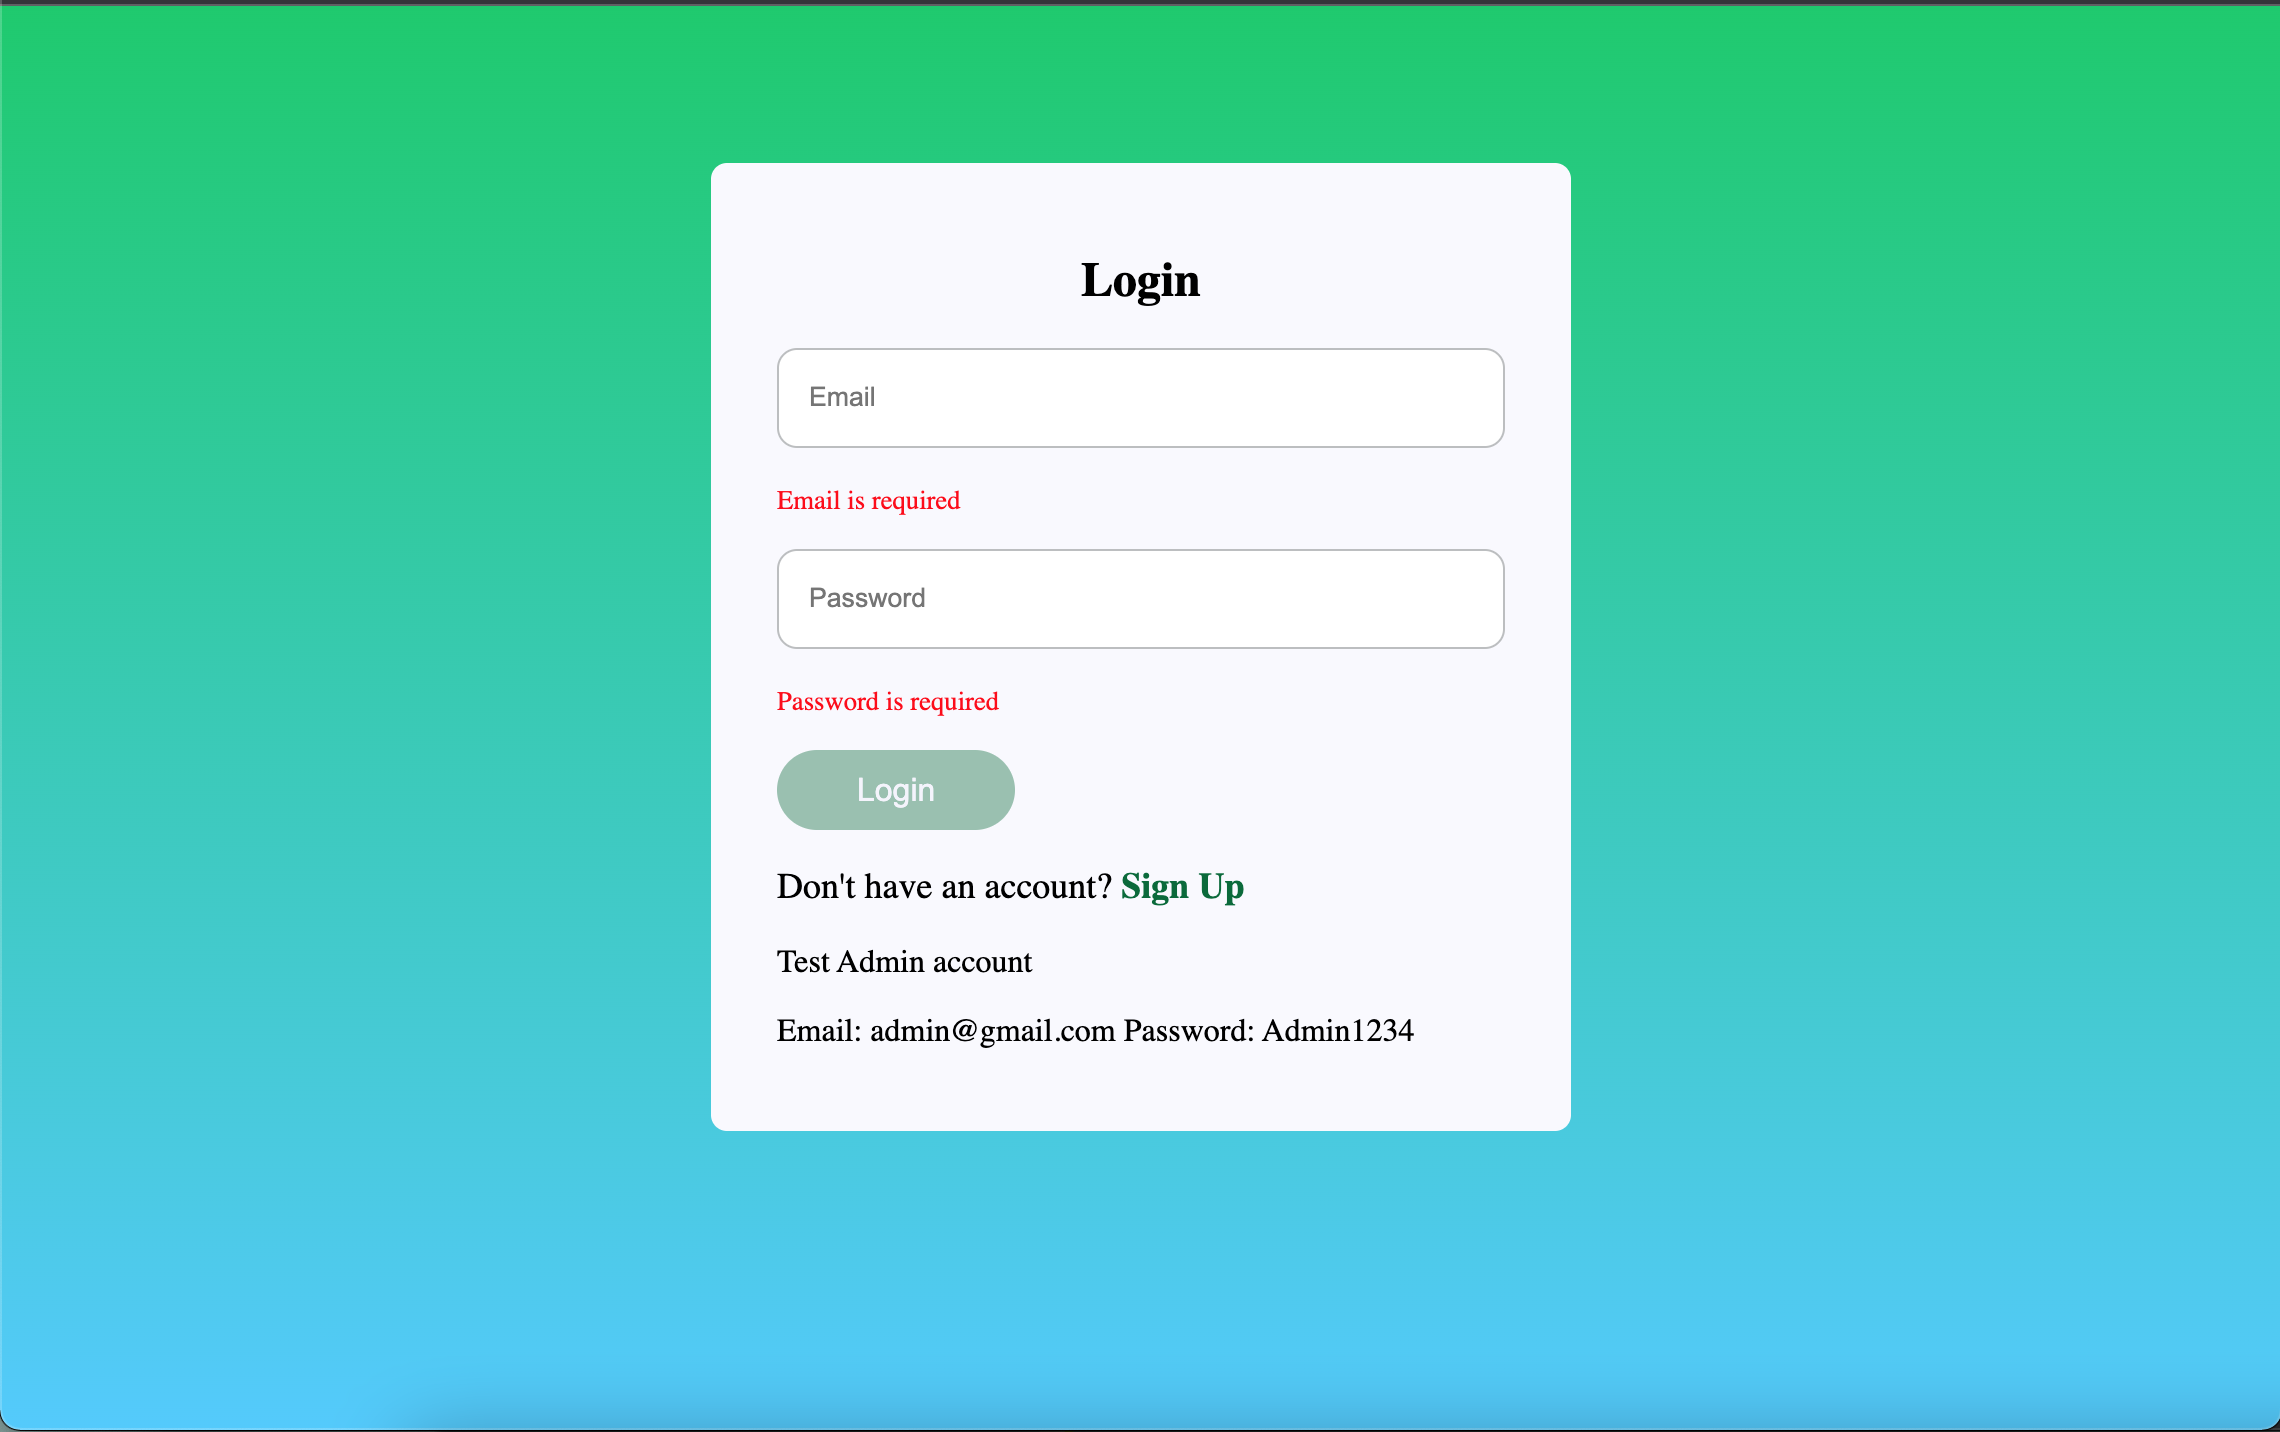 Login
Email
Email is required
Password
Password is required
Login
Don't have an account? Sign Up
Test Admin account
Email: admin@gmail.com Password: Admin1234